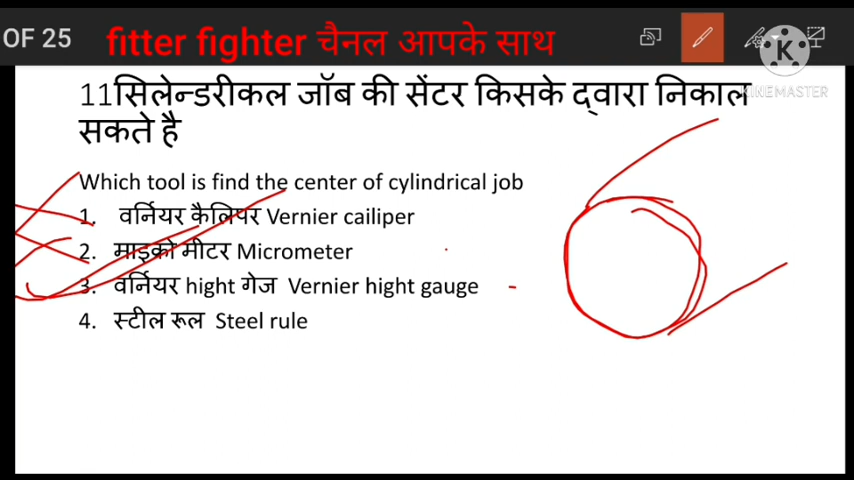 OF 25 fitter fighter चैनल आपके साथ
K
KINEMASTER
11सिलेन्डरीकल जॉब की सेंटर किसके द्वारा निकाल
सकते है
Which tool is find the center of cylindrical job
1. वर्नियर कैलिपर Vernier cailiper
2. माइक्रो मीटर Micrometer
3. वर्नियर hight गेज Vernier hight gauge
4. स्टील रूल Steel rule